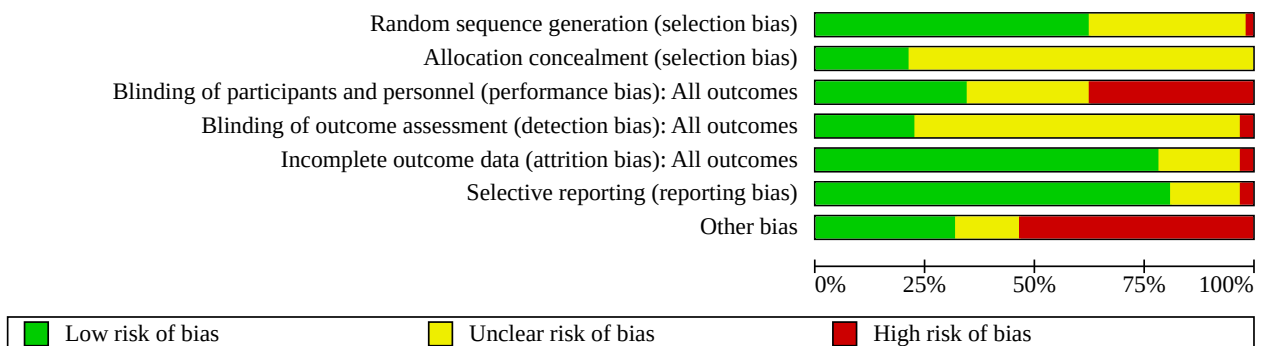 Random sequence generation (selection bias)
Allocation concealment (selection bias)
Blinding of participants and personnel (performance bias): All outcomes
Blinding of outcome assessment (detection bias): All outcomes
Incomplete outcome data (attrition bias): All outcomes
Selective reporting (reporting bias)
Other bias
0% 25% 50% 75% 100%
Low risk of bias Unclear risk of bias High risk of bias